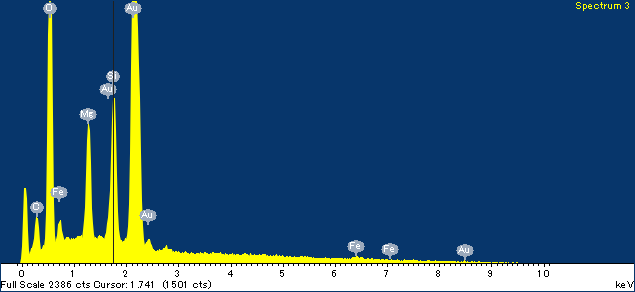 Spectrum 3
O Au
Si
Au
Mg
Fe
C
Au
Fe Fe Au
0 1 2 3 4 5 6 7 8 9 10
Full Scale 2386 cts Cursor: 1.741 (1501 cts) keV